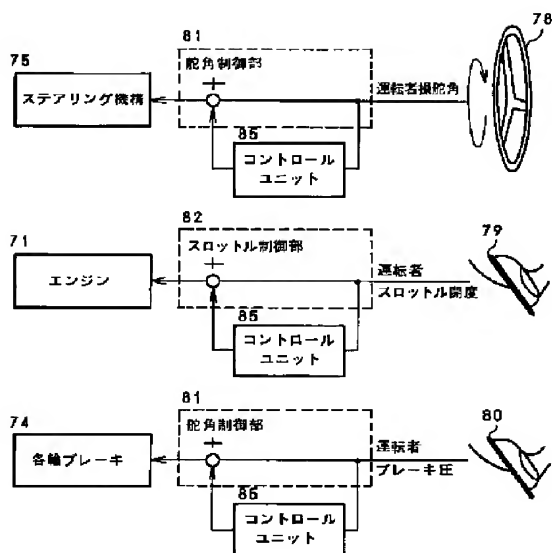 78
81
75
舵角制御部
ステアリング機構
+
運転者操舵角
85
コントロール
ユニット
82
79
71
スロットル制御部
エンジン
+
運転者
スロットル開度
85
コントロール
ユニット
81
80
74
舵角制御部
各輪ブレーキ
+
運転者
ブレーキ圧
85
コントロール
ユニット